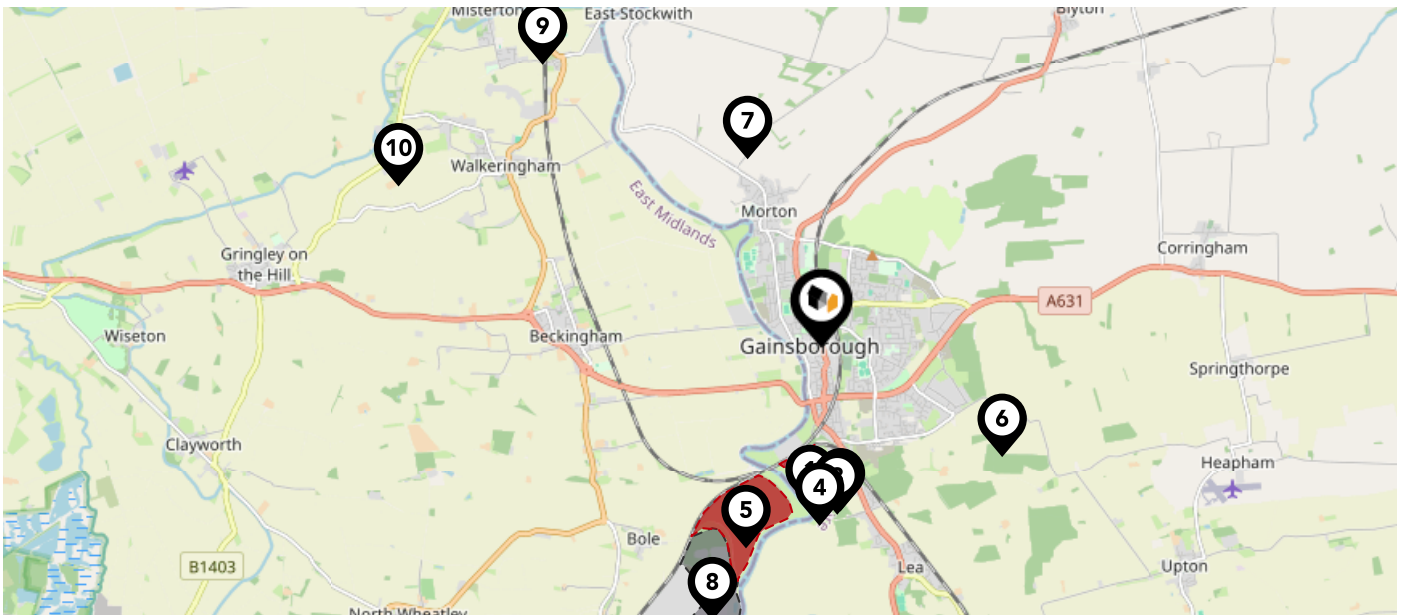 Misterton
East Stockwith
Blyton
9
7
10
Walkeringham
East Midlands
Morton
Gringley on
the Hill
Corringham
A631
Wiseton
Beckingham
Gainsborough
Springthorpe
6
Clayworth
Heapham
4
5
Bole
B1403
8
Lea
Upton
North Wheatley